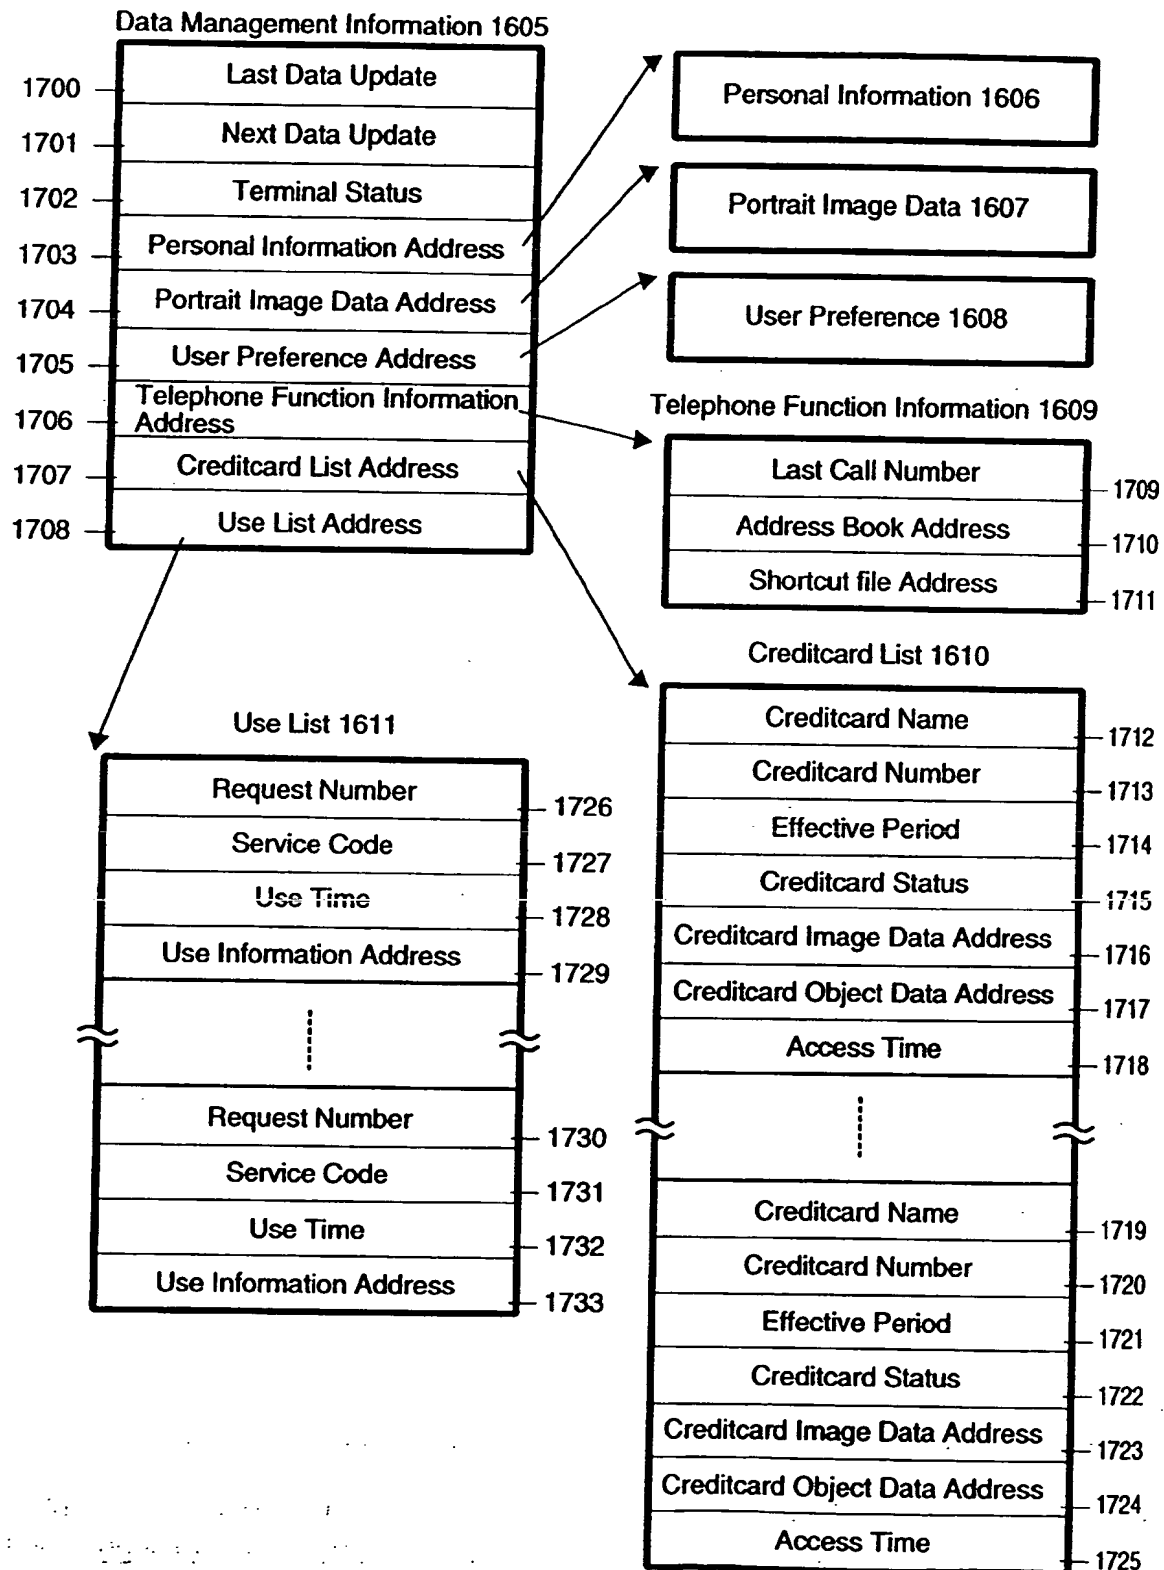 Data Management Information 1605
1700
Last Data Update
1701
Next Data Update
1702
Terminal Status
1703
Personal Information Address
1704
Portrait Image Data Address
1705
User Preference Address
1706
Telephone Function Information
Address
1707
Creditcard List Address
1708
Use List Address
Personal Information 1606
Portrait Image Data 1607
User Preference 1608
Telephone Function Information 1609
Last Call Number
1709
Address Book Address
1710
Shortcut file Address
1711
Use List 1611
Request Number
1726
Service Code
1727
Use Time
1728
Use Information Address
1729
Request Number
1730
Service Code
1731
Use Time
1732
Use Information Address
1733
Creditcard List 1610
Creditcard Name
1712
Creditcard Number
1713
Effective Period
1714
Creditcard Status
1715
Creditcard Image Data Address
1716
Creditcard Object Data Address
1717
Access Time
1718
Creditcard Name
1719
Creditcard Number
1720
Effective Period
1721
Creditcard Status
1722
Creditcard Image Data Address
1723
Creditcard Object Data Address
1724
Access Time
1725